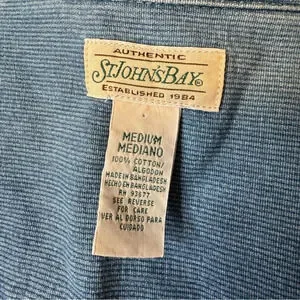 AUTHENTIC
ST. JOHN'S BAY®
ESTABLISHED 1984
MEDIUM
MEDIANO
100% COTTON/
ALGODON
MADE IN BANGLADESH
HECHO EN BANGLADESH
RN 93677
SEE REVERSE
FOR CARE
VER AL DORSO PARA
CUIDADO